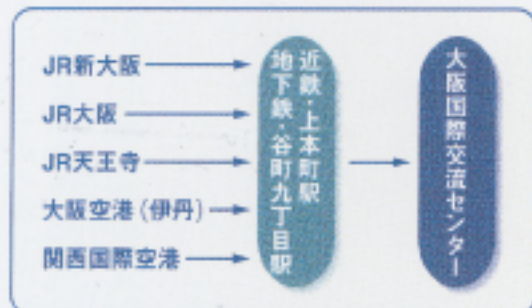 JR新大阪
JR大阪
JR天王寺
大阪空港(伊丹)
関西国際空港
近鉄・上本町駅
地下鉄・谷町九丁目駅
大阪国際交流センター